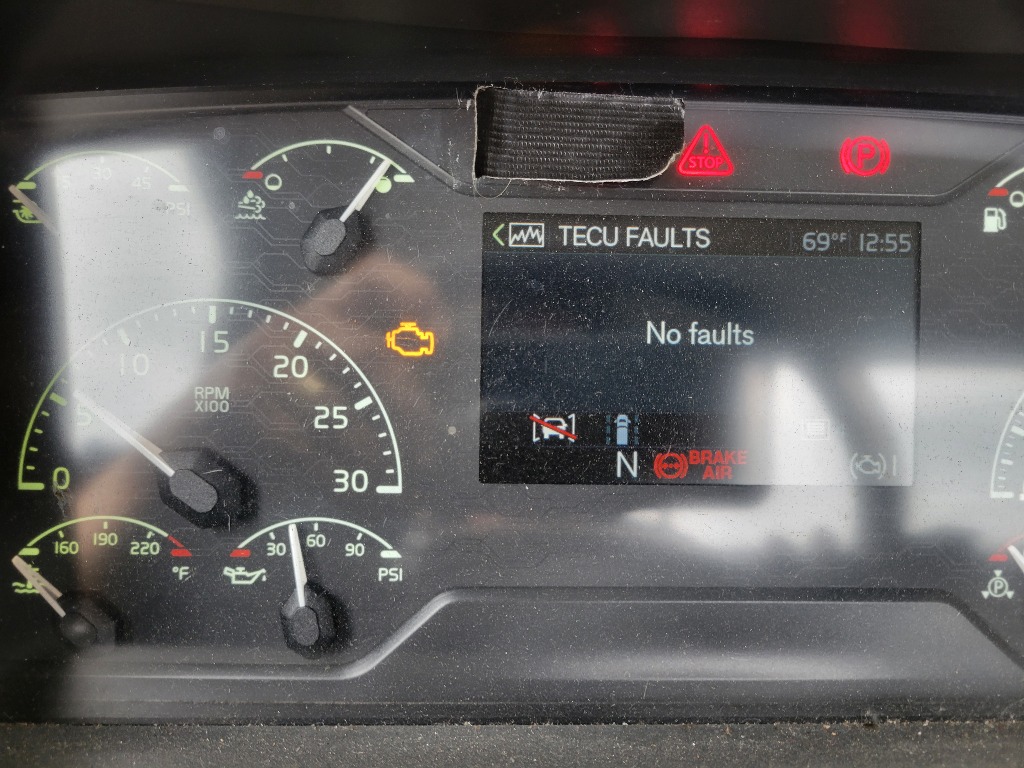 STOP
P
TECU FAULTS
69°F 12:55
No faults
N
BRAKE
AIR
I
15 30 45
PSI
0
5
10
15
20
25
30
RPM
X100
160 190 220
°F
30 60 90
PSI
P